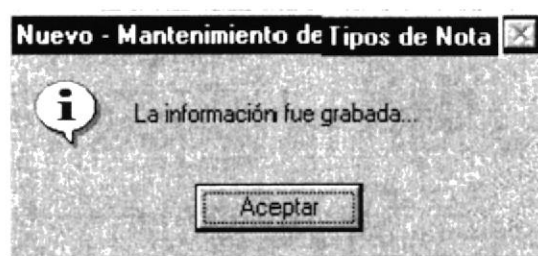 Nuevo - Mantenimiento de Tipos de Nota
La información fue grabada...
Aceptar